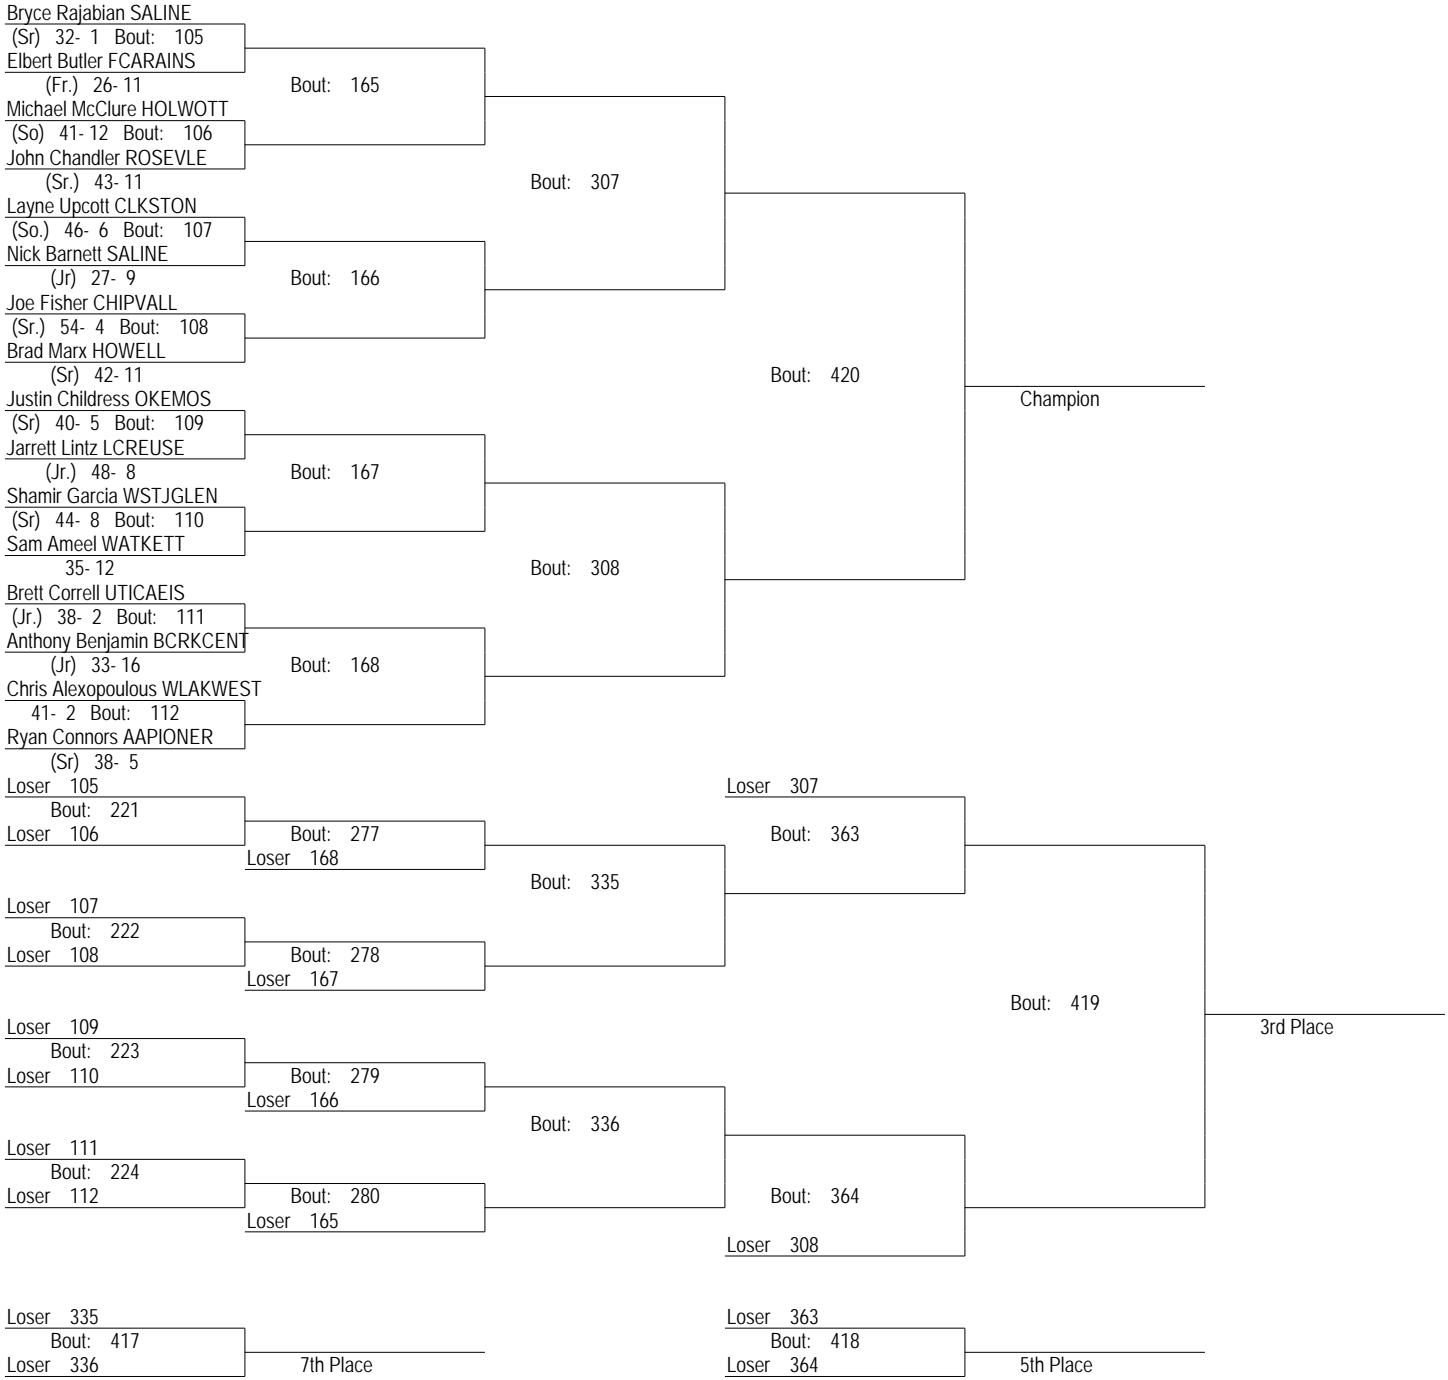 Bryce Rajabian SALINE
(Sr) 32- 1 Bout: 105
Elbert Butler FCARAINS
(Fr.) 26- 11
Bout: 165
Michael McClure HOLWOTT
(So) 41- 12 Bout: 106
John Chandler ROSEVLE
(Sr.) 43- 11
Bout: 307
Layne Upcott CLKSTON
(So.) 46- 6 Bout: 107
Nick Barnett SALINE
(Jr) 27- 9
Bout: 166
Joe Fisher CHIPVALL
(Sr.) 54- 4 Bout: 108
Brad Marx HOWELL
(Sr) 42- 11
Bout: 420
Champion
Justin Childress OKEMOS
(Sr) 40- 5 Bout: 109
Jarrett Lintz LCREUSE
(Jr.) 48- 8
Bout: 167
Shamir Garcia WSTJGLEN
(Sr) 44- 8 Bout: 110
Sam Ameel WATKETT
35- 12
Bout: 308
Brett Correll UTICAEIS
(Jr.) 38- 2 Bout: 111
Anthony Benjamin BCRKCENT
(Jr) 33- 16
Bout: 168
Chris Alexopoulous WLAKWEST
41- 2 Bout: 112
Ryan Connors AAPIONER
(Sr) 38- 5
Loser 105
Bout: 221
Loser 106
Bout: 277
Loser 168
Loser 307
Bout: 363
Bout: 335
Loser 107
Bout: 222
Loser 108
Bout: 278
Loser 167
Bout: 419
3rd Place
Loser 109
Bout: 223
Loser 110
Bout: 279
Loser 166
Bout: 336
Loser 111
Bout: 224
Loser 112
Bout: 280
Loser 165
Bout: 364
Loser 308
Loser 335
Bout: 417
Loser 336
7th Place
Loser 363
Bout: 418
Loser 364
5th Place